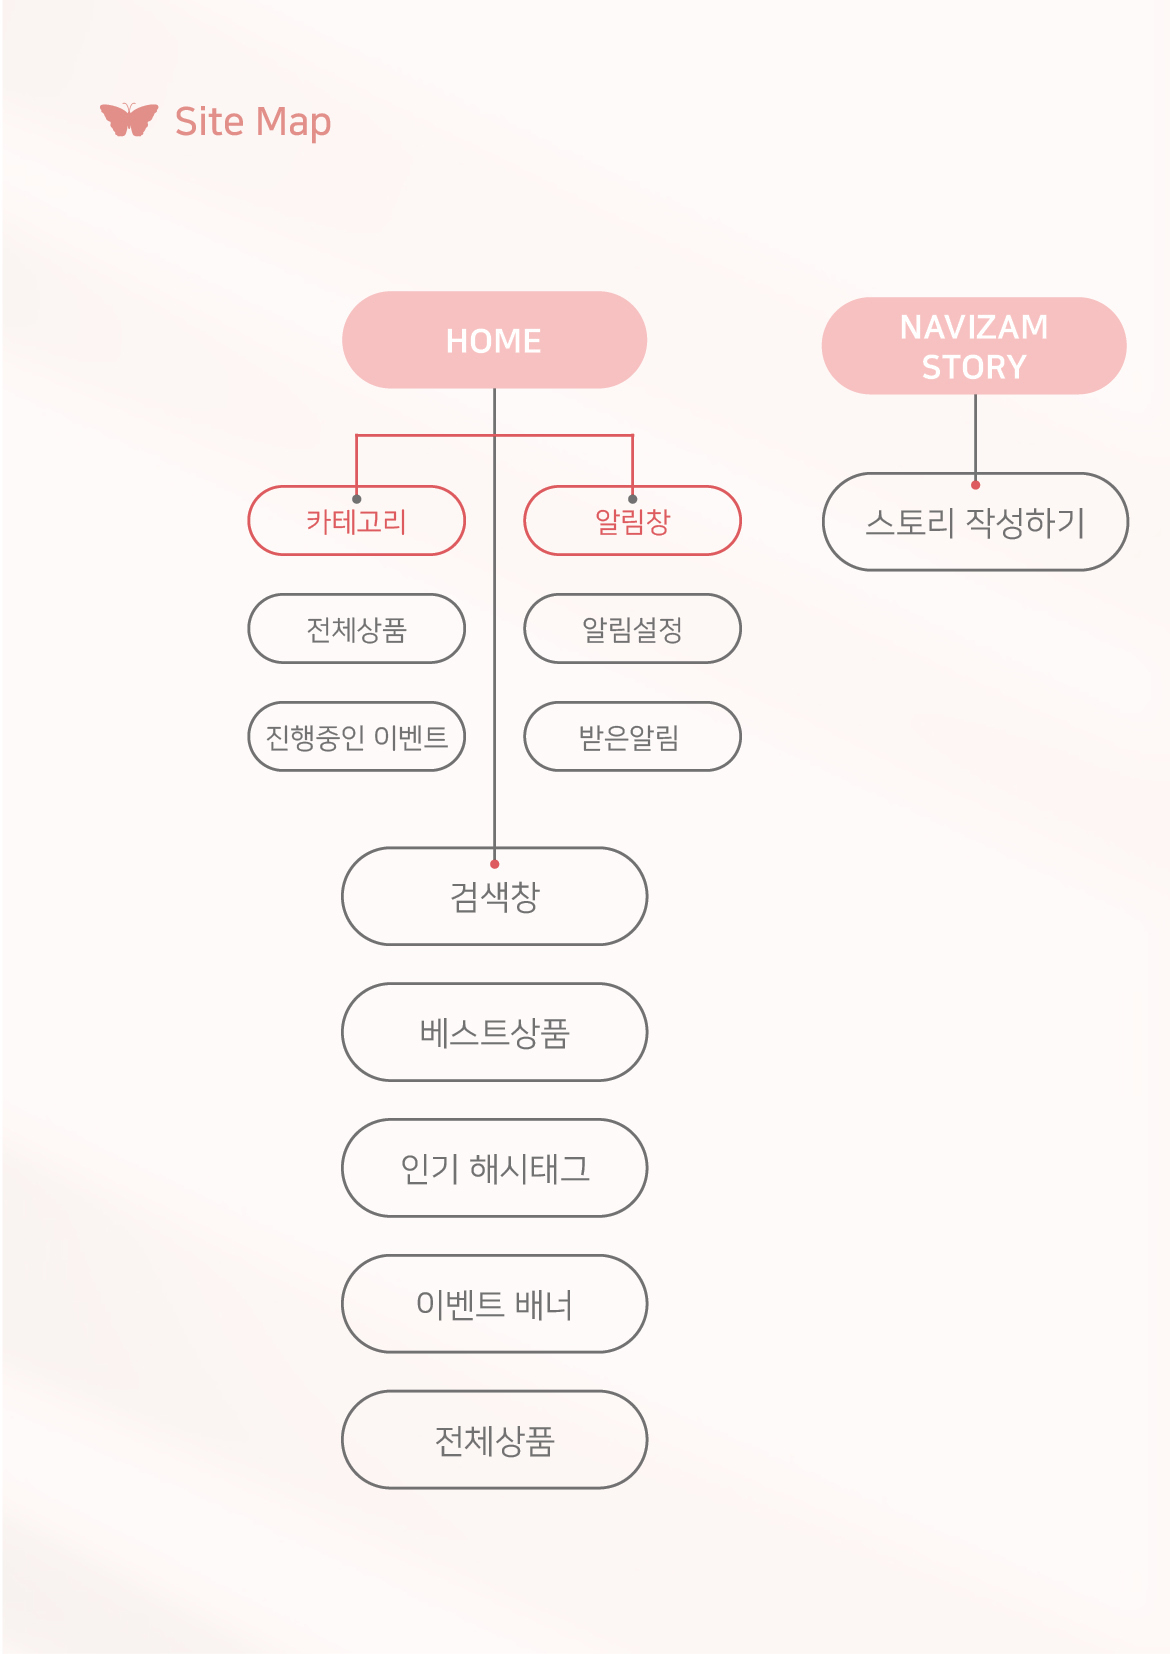 Site Map
HOME
NAVIZAM
STORY
카테고리
알림창
스토리 작성하기
전체상품
알림설정
진행중인 이벤트
받은알림
검색창
베스트상품
인기 해시태그
이벤트 배너
전체상품